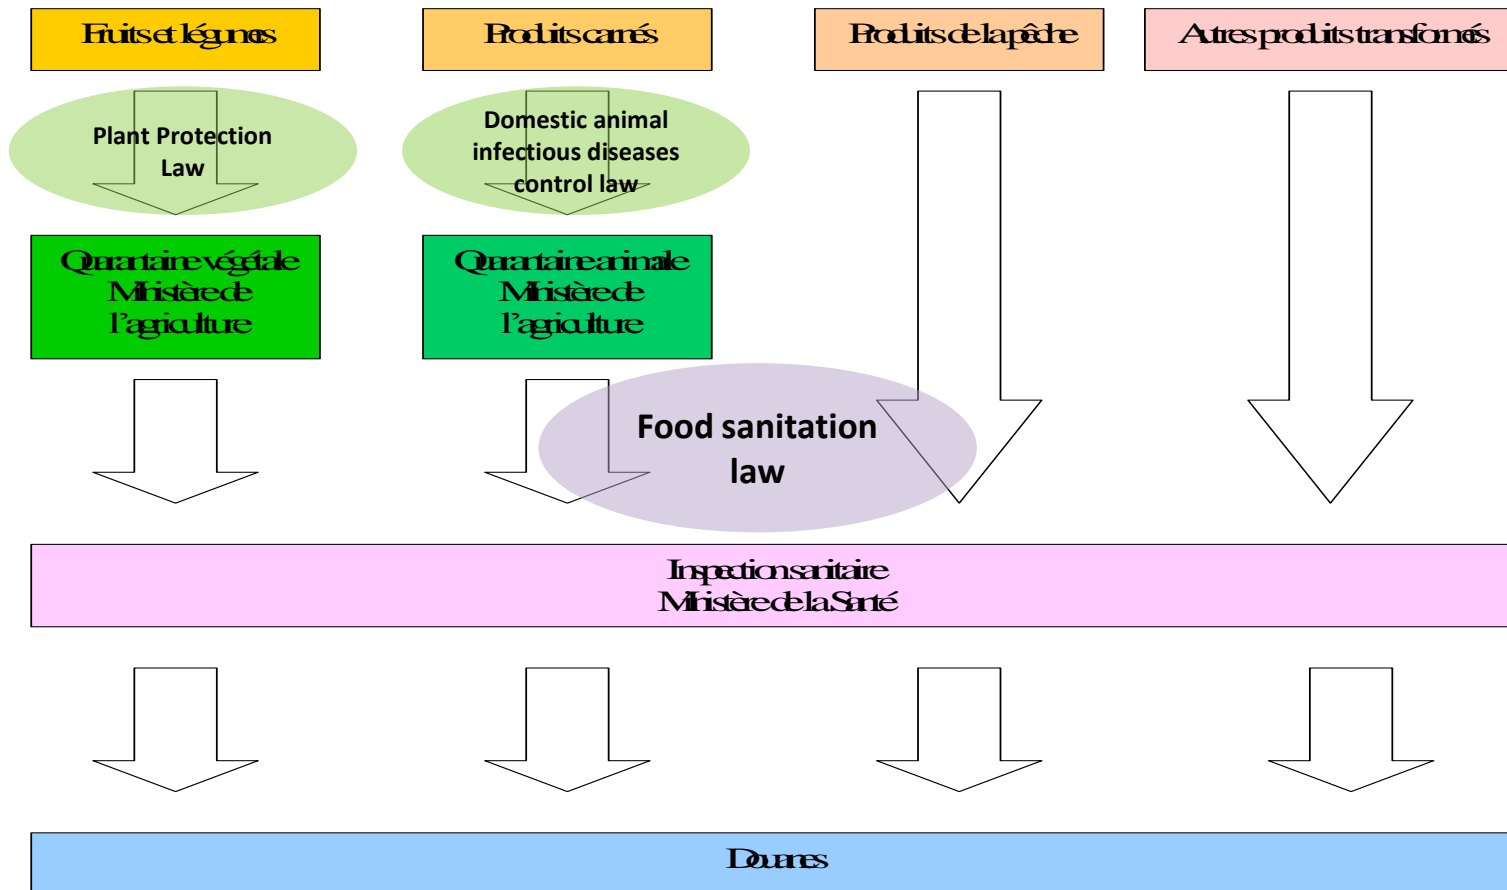 Fruits et légumes
Produits carnés
Produits de la pêche
Autres produits transformés
Plant Protection
Law
Domestic animal
infectious diseases
control law
Quarantaine végétale
Ministère de
l’agriculture
Quarantaine animale
Ministère de
l’agriculture
Food sanitation
law
Inspection sanitaire
Ministère de la Santé
Douanes